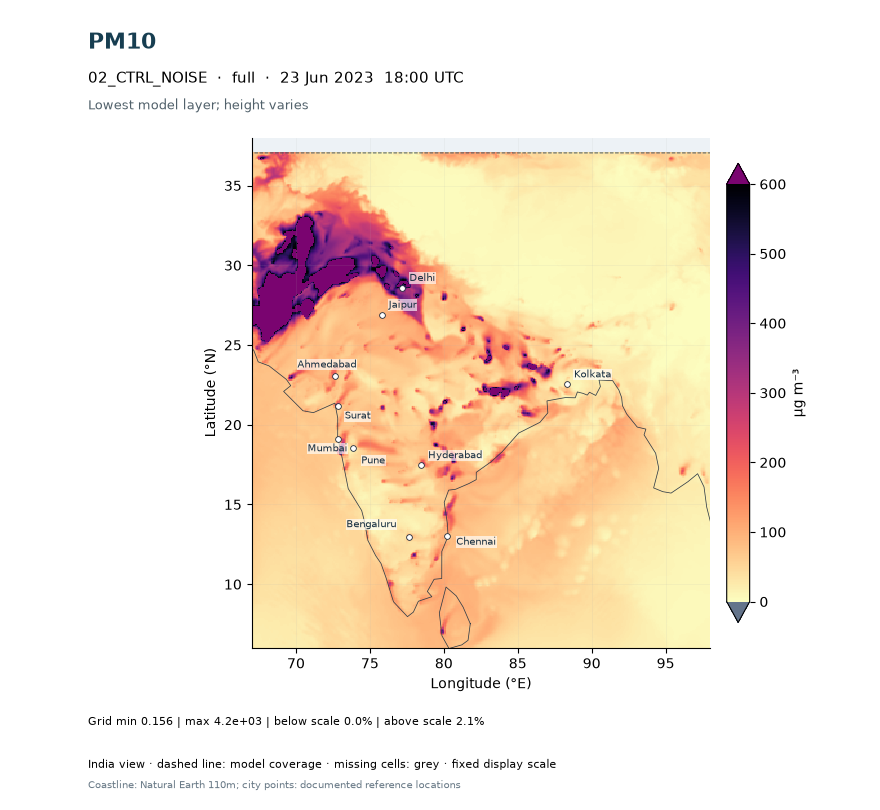 PM10
02_CTRL_NOISE · full · 23 Jun 2023 18:00 UTC
Lowest model layer; height varies
35
30
25
20
15
10
Latitude (°N)
70
75
80
85
90
95
Longitude (°E)
Delhi
Jaipur
Ahmedabad
Kolkata
Surat
Mumbai
Pune
Hyderabad
Bengaluru
Chennai
600
500
400
300
200
100
0
µg m⁻³
Grid min 0.156 | max 4.2e+03 | below scale 0.0% | above scale 2.1%
India view · dashed line: model coverage · missing cells: grey · fixed display scale
Coastline: Natural Earth 110m; city points: documented reference locations